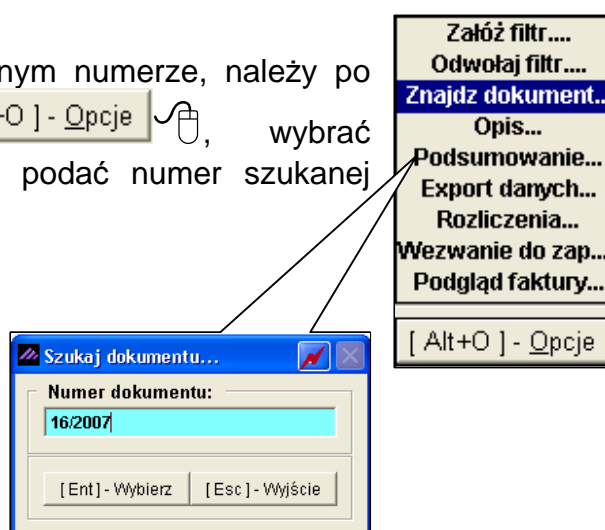 nym numerze, należy po
+O ] - Opcje , wybrać
podać numer szukanej
Załóż filtr....
Odwołaj filtr....
Znajdz dokument..
Opis...
Podsumowanie...
Export danych...
Rozliczenia...
Wezwanie do zap...
Podgląd faktury...
[ Alt+O ] - Opcje
Szukaj dokumentu...
Numer dokumentu:
16/2007
[ Ent ] - Wybierz [ Esc ] - Wyjście